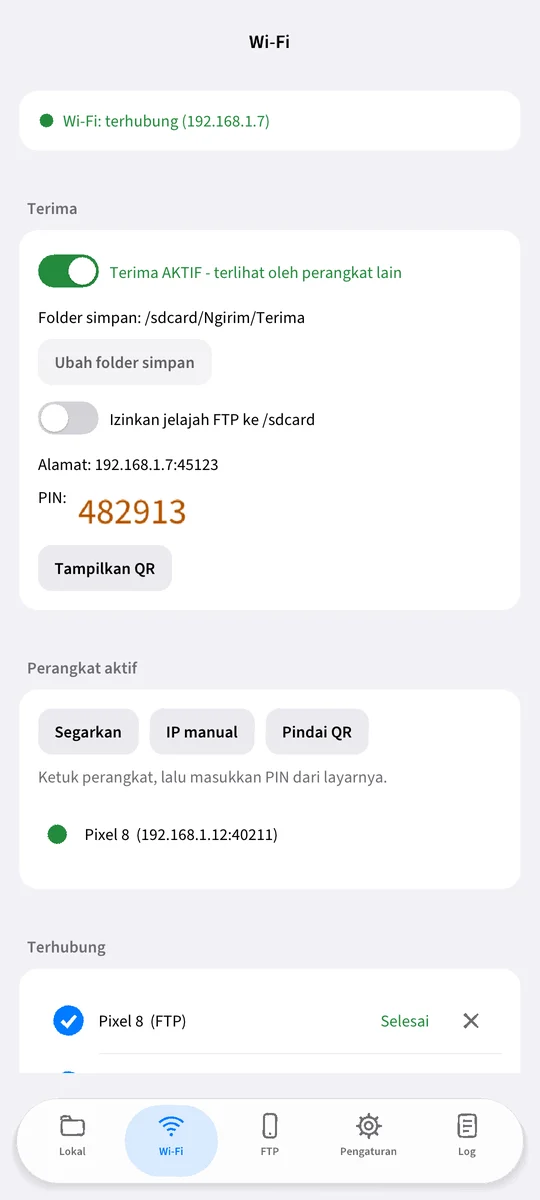 Wi-Fi
Wi-Fi: terhubung (192.168.1.7)
Terima
Terima AKTIF - terlihat oleh perangkat lain
Folder simpan: /sdcard/Ngirim/Terima
Ubah folder simpan
Izinkan jelajah FTP ke /sdcard
Alamat: 192.168.1.7:45123
PIN: 482913
Tampilkan QR
Perangkat aktif
Segarkan IP manual Pindai QR
Ketuk perangkat, lalu masukkan PIN dari layarnya.
Pixel 8 (192.168.1.12:40211)
Terhubung
Pixel 8 (FTP) Selesai
Lokal Wi-Fi FTP Pengaturan Log